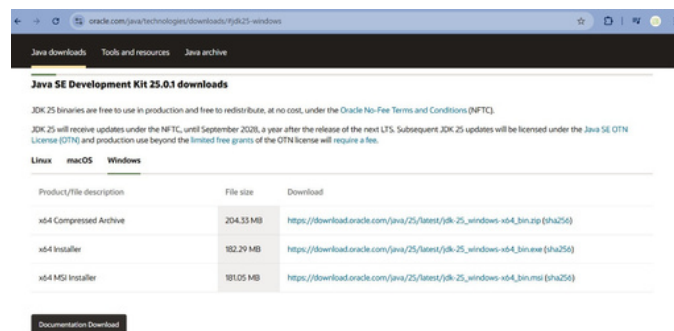 oracle.com/java/technologies/downloads/#jdk25-windows
Java downloads Tools and resources Java archive
Java SE Development Kit 25.0.1 downloads
JDK 25 binaries are free to use in production and free to redistribute, at no cost, under the Oracle No-Fee Terms and Conditions (NFTC).
JDK 25 will receive updates under the NFTC, until September 2028, a year after the release of the next LTS. Subsequent JDK 25 updates will be licensed under the Java SE OTN
License (OTN) and production use beyond the limited free grants of the OTN license will require a fee.
Linux macOS Windows
Product/file description File size Download
x64 Compressed Archive 204.33 MB https://download.oracle.com/java/25/latest/jdk-25_windows-x64_bin.zip (sha256)
x64 Installer 182.29 MB https://download.oracle.com/java/25/latest/jdk-25_windows-x64_bin.exe (sha256)
x64 MSI Installer 181.05 MB https://download.oracle.com/java/25/latest/jdk-25_windows-x64_bin.msi (sha256)
Documentation Download